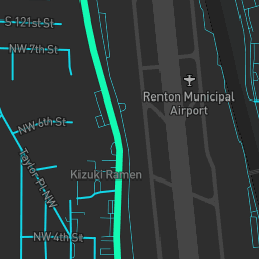 S 121st St
NW 7th St
Renton Municipal
Airport
NW 6th St
Taylor Pl NW
Kizuki Ramen
NW 4th St